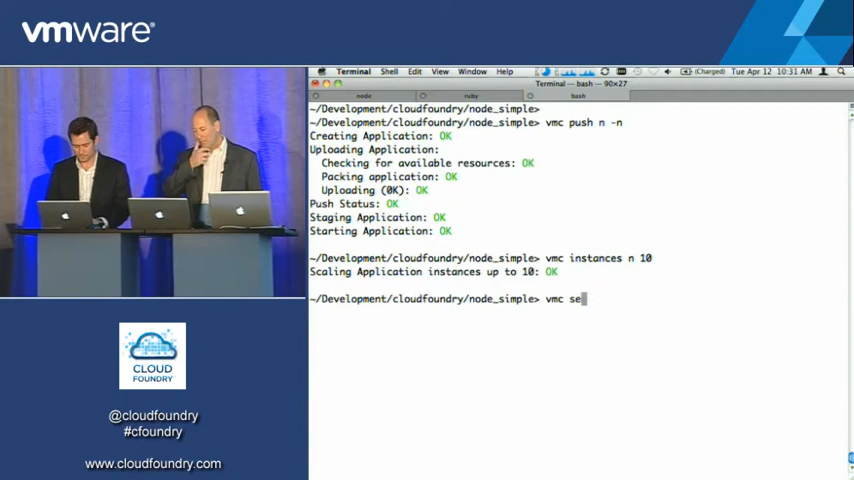 vmware®
Terminal Shell Edit View Window Help (Charged) Tue Apr 12 10:31 AM
Terminal — bash — 90×27
node ruby bash
~/Development/cloudfoundry/node_simple>
~/Development/cloudfoundry/node_simple> vmc push n -n
Creating Application: OK
Uploading Application:
Checking for available resources: OK
Packing application: OK
Uploading (0K): OK
Push Status: OK
Staging Application: OK
Starting Application: OK
~/Development/cloudfoundry/node_simple> vmc instances n 10
Scaling Application instances up to 10: OK
~/Development/cloudfoundry/node_simple> vmc se
CLOUD
FOUNDRY
@cloudfoundry
#cfoundry
www.cloudfoundry.com